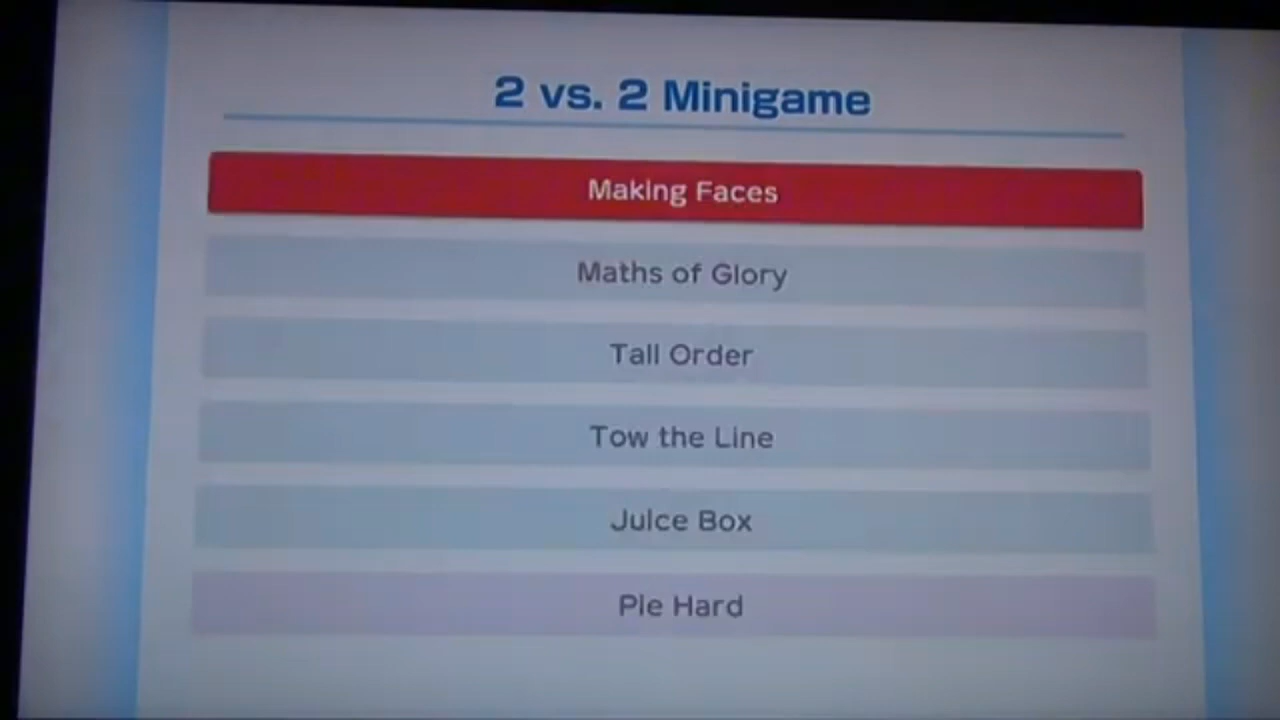 2 vs. 2 Minigame
Making Faces
Maths of Glory
Tall Order
Tow the Line
Juice Box
Pie Hard